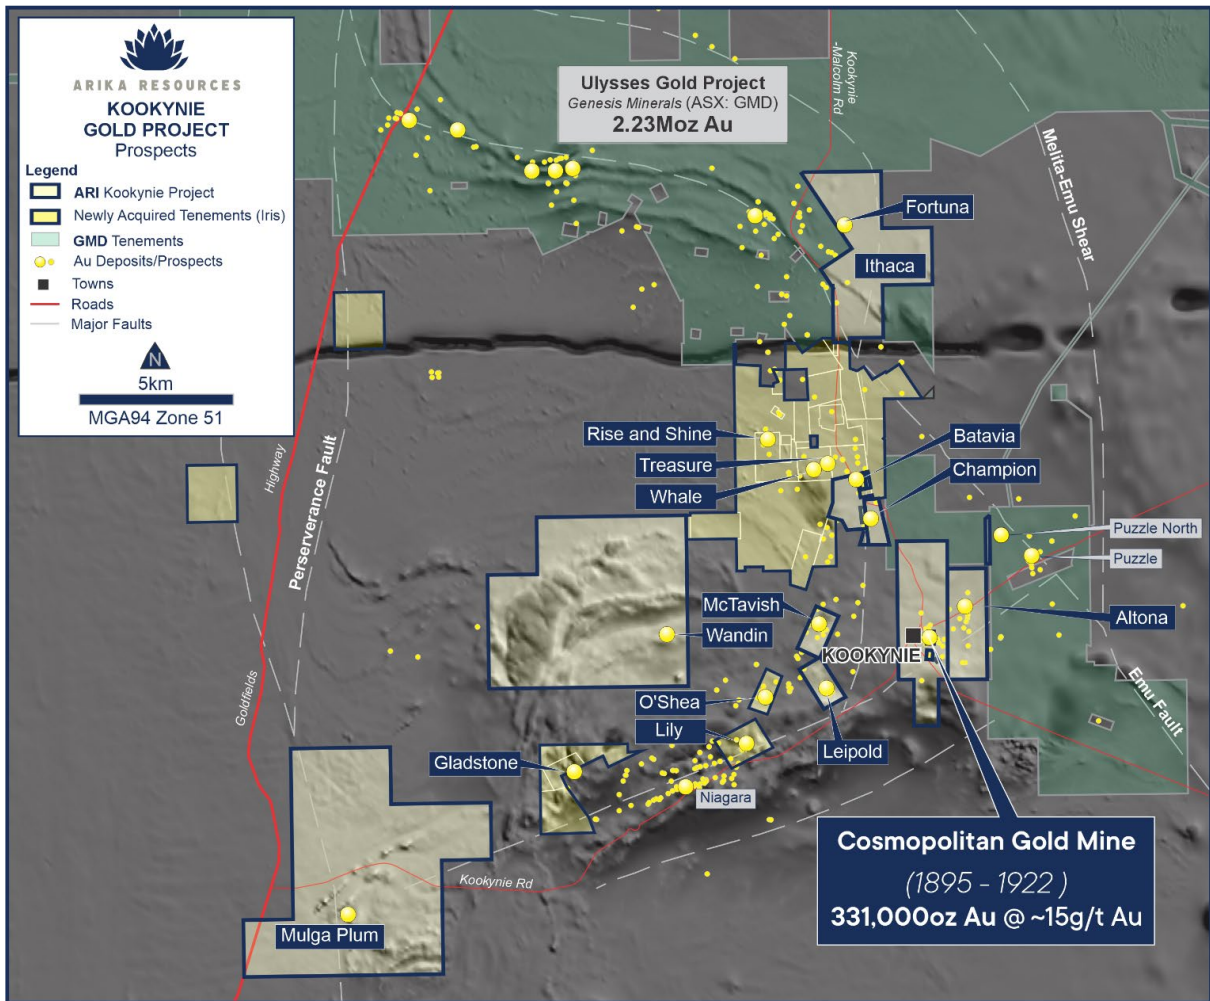 ARIKA RESOURCES
KOOKYNIE
GOLD PROJECT
Prospects
Legend
ARI Kookynie Project
Newly Acquired Tenements (Iris)
GMD Tenements
Au Deposits/Prospects
Towns
Roads
Major Faults
N
5km
MGA94 Zone 51
Ulysses Gold Project
Genesis Minerals (ASX: GMD)
2.23Moz Au
Kookynie
-Malcolm Rd
Melita-Emu Shear
Fortuna
Ithaca
Rise and Shine
Treasure
Whale
Batavia
Champion
Highway
Perserverance Fault
Puzzle North
Puzzle
McTavish
Wandin
Altona
KOOKYNIE
O'Shea
Lily
Leipold
Emu Fault
Goldfields
Gladstone
Niagara
Kookynie Rd
Mulga Plum
Cosmopolitan Gold Mine
(1895 - 1922 )
331,000oz Au @ ~15g/t Au